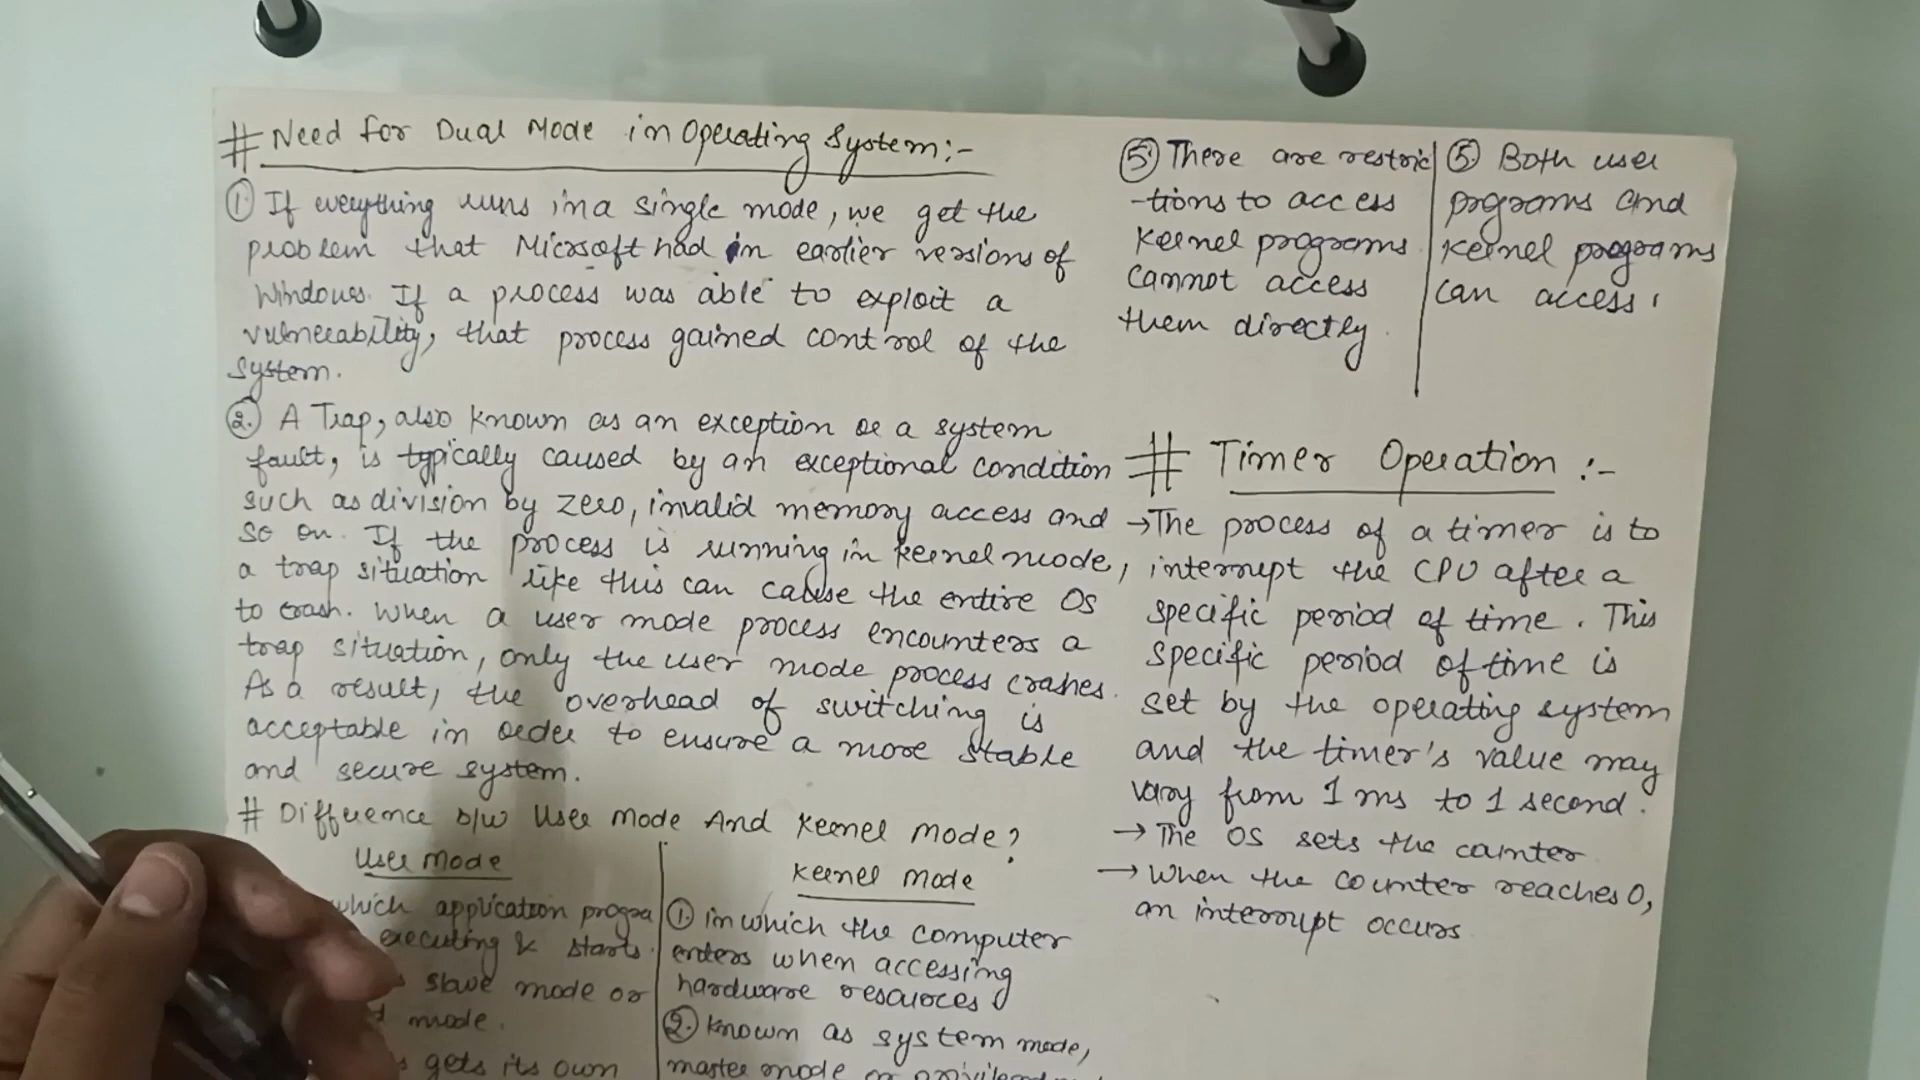 # Need for Dual Mode in Operating System:-
① If everything runs in a single mode, we get the
problem that Microsoft had in earlier versions of
Windows. If a process was able to exploit a
vulnerability, that process gained control of the
system.
②. A Trap, also known as an exception or a system
fault, is typically caused by an exceptional condition
such as division by zero, invalid memory access and
so on. If the process is running in kernel mode,
a trap situation like this can cause the entire OS
to crash. When a user mode process encounters a
trap situation, only the user mode process crashes.
As a result, the overhead of switching is
acceptable in order to ensure a more stable
and secure system.
# Difference b/w User Mode And Kernel Mode?
User Mode
which application progra
executing & starts.
slave mode or
mode.
gets its own
Kernel Mode
① in which the computer
enters when accessing
hardware resources
②. Known as system mode,
master mode or
⑤ There are restric
-tions to access
Kernel programs
Cannot access
them directly.
⑤ Both user
prgrams and
kernel programs
can access.
# Timer Operation :-
→ The process of a timer is to
interrupt the CPU after a
specific period of time. This
specific period of time is
set by the operating system
and the timer's value may
vary from 1 ms to 1 second.
→ The OS sets the counter
→ When the counter reaches 0,
an interrupt occurs